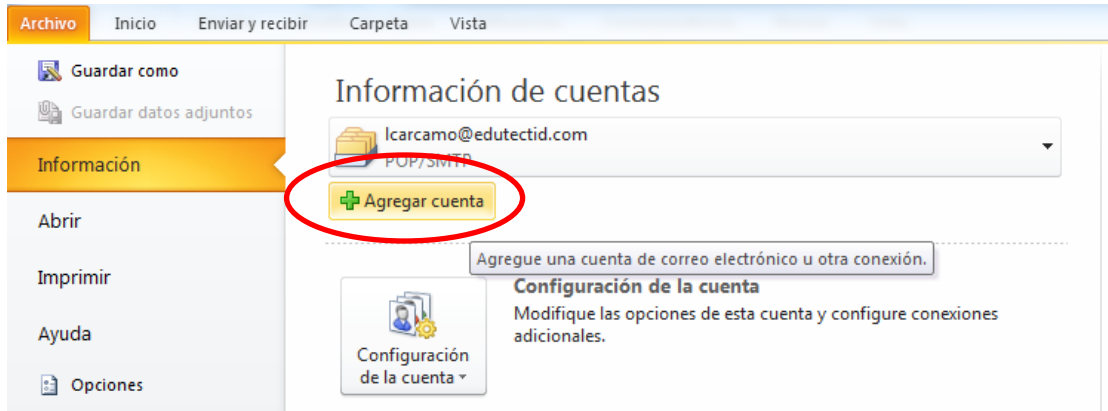 Archivo Inicio Enviar y recibir Carpeta Vista
Guardar como
Guardar datos adjuntos
Información
Abrir
Imprimir
Ayuda
Opciones
Información de cuentas
lcarcamo@edutectid.com
POP/SMTP
Agregar cuenta
Agregue una cuenta de correo electrónico u otra conexión.
Configuración
de la cuenta
Configuración de la cuenta
Modifique las opciones de esta cuenta y configure conexiones
adicionales.